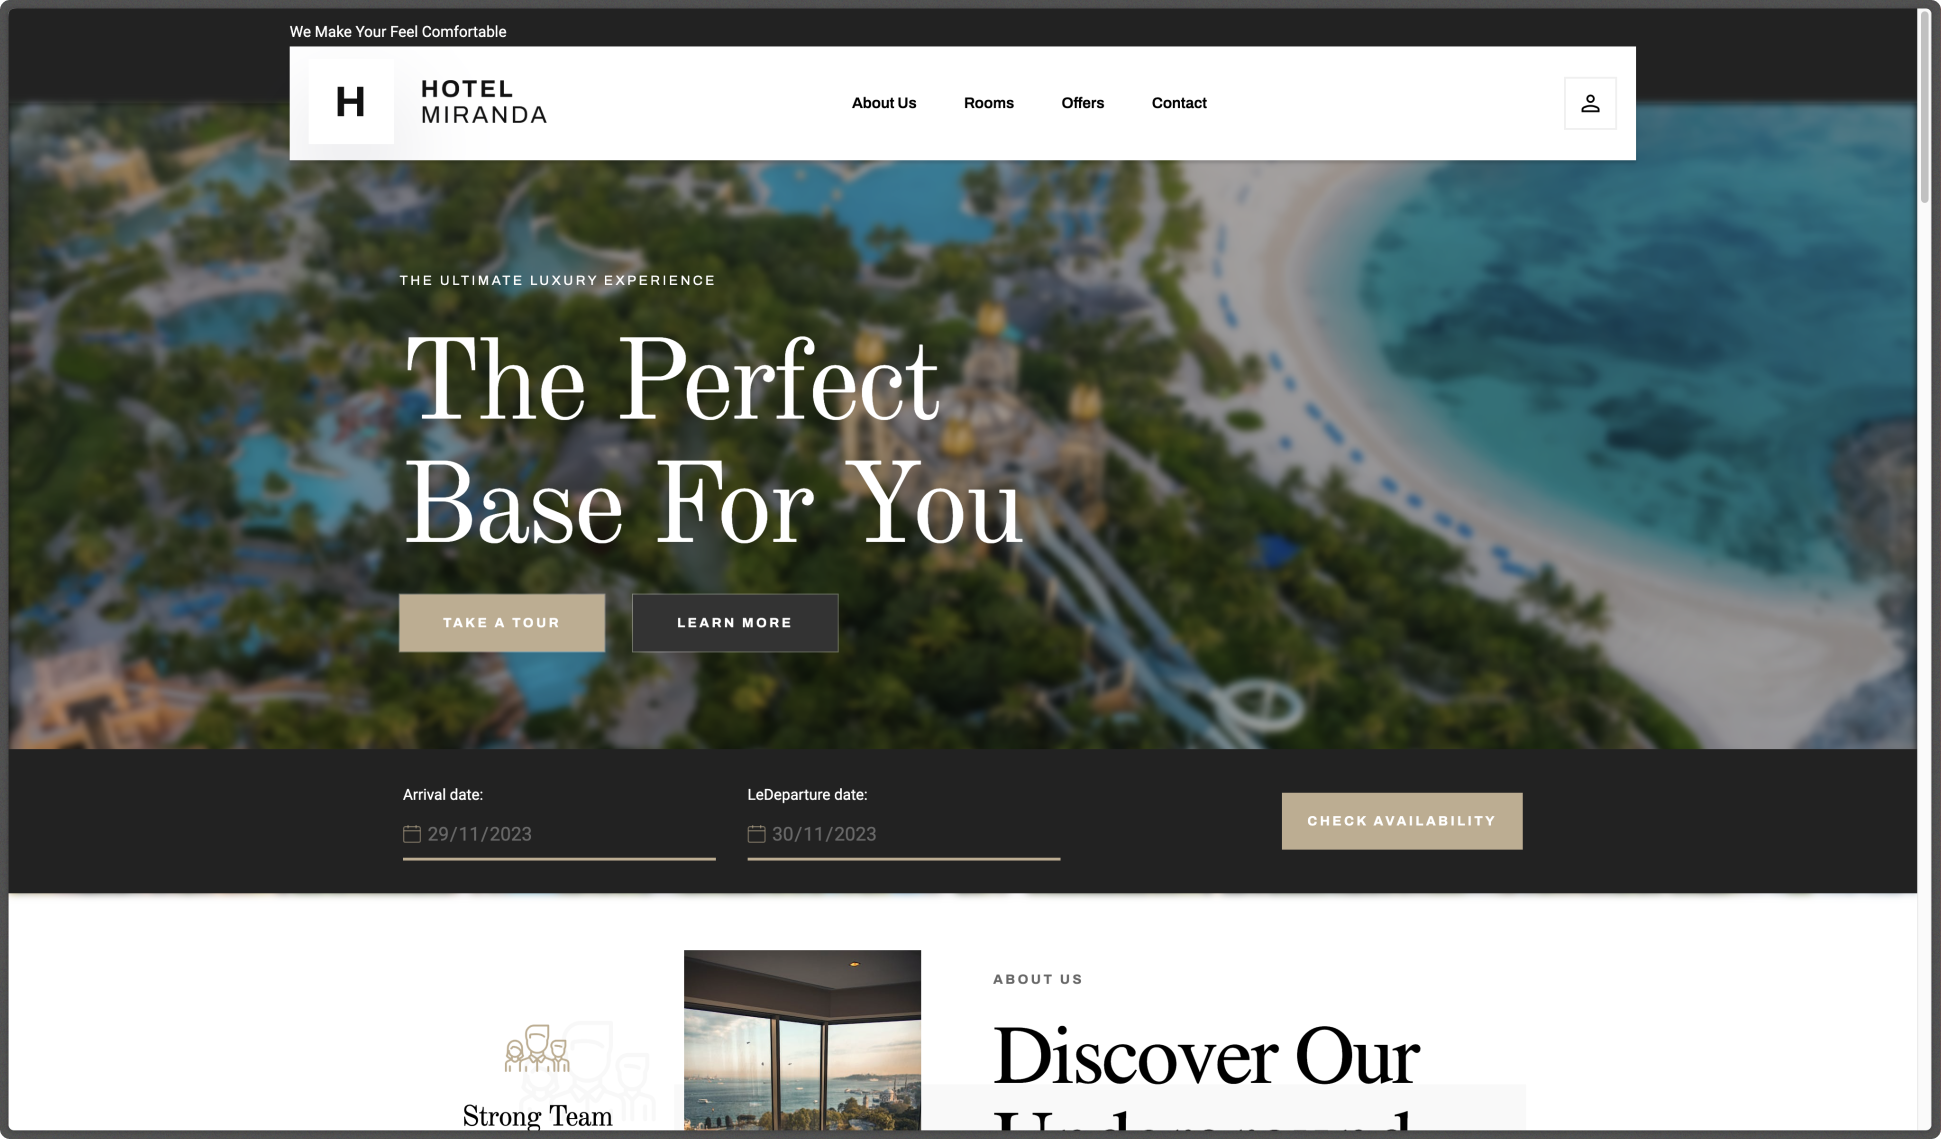 We Make Your Feel Comfortable
H
HOTEL
MIRANDA
About Us
Rooms
Offers
Contact
THE ULTIMATE LUXURY EXPERIENCE
The Perfect
Base For You
TAKE A TOUR
LEARN MORE
Arrival date:
29/11/2023
LeDeparture date:
30/11/2023
CHECK AVAILABILITY
Strong Team
ABOUT US
Discover Our